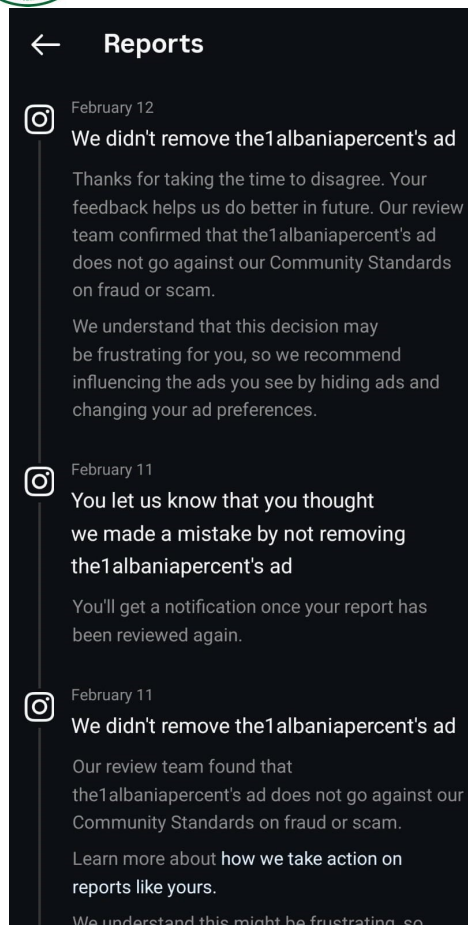 Reports
February 12
We didn't remove the1albaniapercent's ad
Thanks for taking the time to disagree. Your
feedback helps us do better in future. Our review
team confirmed that the1albaniapercent's ad
does not go against our Community Standards
on fraud or scam.
We understand that this decision may
be frustrating for you, so we recommend
influencing the ads you see by hiding ads and
changing your ad preferences.
February 11
You let us know that you thought
we made a mistake by not removing
the1albaniapercent's ad
You'll get a notification once your report has
been reviewed again.
February 11
We didn't remove the1albaniapercent's ad
Our review team found that
the1albaniapercent's ad does not go against our
Community Standards on fraud or scam.
Learn more about how we take action on
reports like yours.
We understand this might be frustrating, so